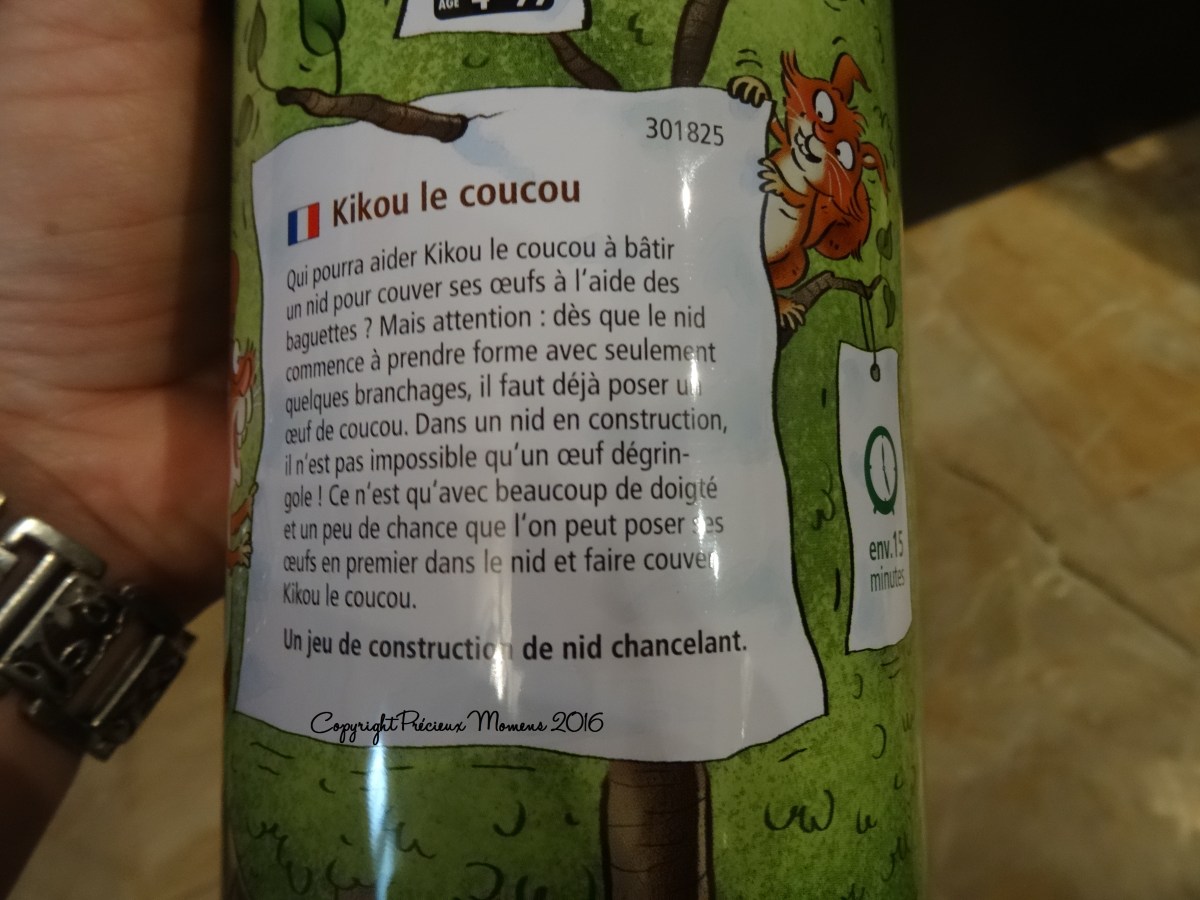 AGE 4 - 99
301825
Kikou le coucou
Qui pourra aider Kikou le coucou à bâtir
un nid pour couver ses œufs à l'aide des
baguettes ? Mais attention : dès que le nid
commence à prendre forme avec seulement
quelques branchages, il faut déjà poser un
œuf de coucou. Dans un nid en construction,
il n'est pas impossible qu'un œuf dégrin-
gole ! Ce n'est qu'avec beaucoup de doigté
et un peu de chance que l'on peut poser ses
œufs en premier dans le nid et faire couver
Kikou le coucou.
Un jeu de construction de nid chancelant.
env. 15
minutes
Copyright Précieux Momens 2016